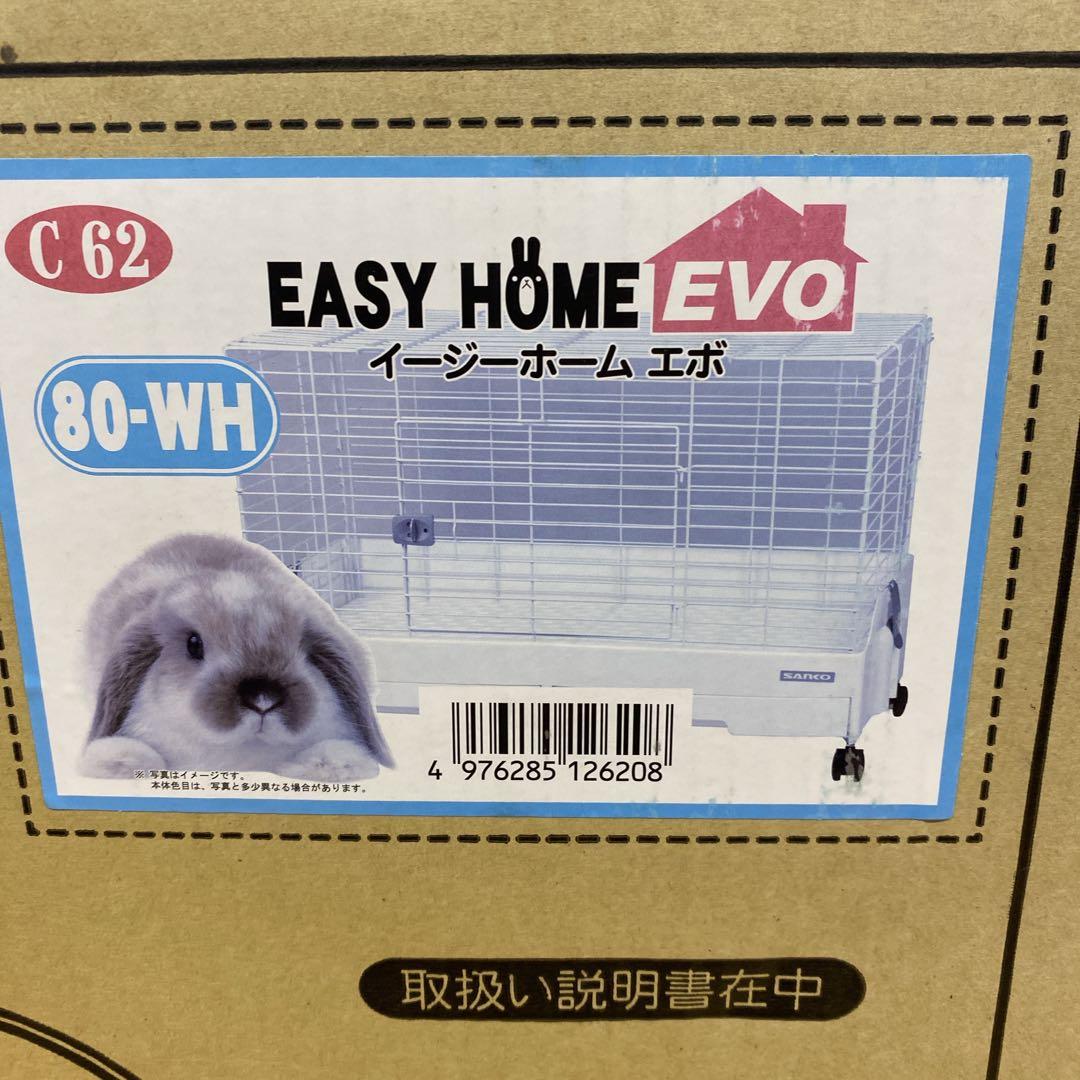 C 62
EASY HOME EVO
イージーホーム エボ
80-WH
SANKO
4 976285 126208
※ 写真はイメージです。
本体色目は、写真と多少異なる場合があります。
取扱い説明書在中